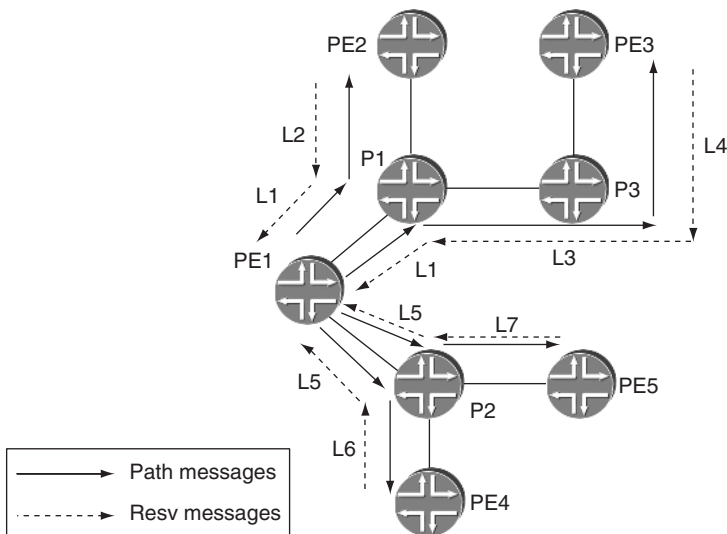 PE2
PE3
L2
L4
P1
L1
P3
PE1
L3
L1
L5
L7
L5
PE5
P2
L6
Path messages
Resv messages
PE4